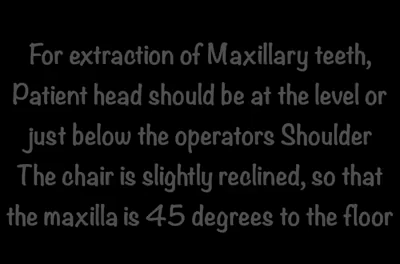 For extraction of Maxillary teeth,
Patient head should be at the level or
just below the operators Shoulder
The chair is slightly reclined, so that
the maxilla is 45 degrees to the floor